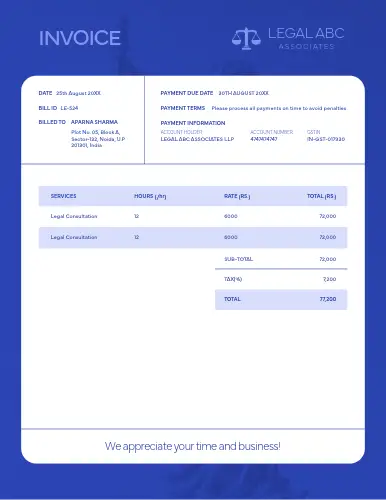 INVOICE
LEGAL ABC
ASSOCIATES
DATE 25th August 20XX
BILL ID LE-524
BILLED TO APARNA SHARMA
Plot No. 05, Block A,
Sector-132, Noida, U.P
201301, India
PAYMENT DUE DATE 30TH AUGUST 20XX
PAYMENT TERMS Please process all payments on time to avoid penalties
PAYMENT INFORMATION
ACCOUNT HOLDER ACCOUNT NUMBER GSTIN
LEGAL ABC ASSOCIATES LLP 4747474747 IN-GST-017930
SERVICES HOURS (/hr) RATE (RS) TOTAL (RS)
Legal Consultation 12 6000 72,000
Legal Consultation 12 6000 72,000
SUB-TOTAL 72,000
TAX(%) 7,200
TOTAL 77,200
We appreciate your time and business!